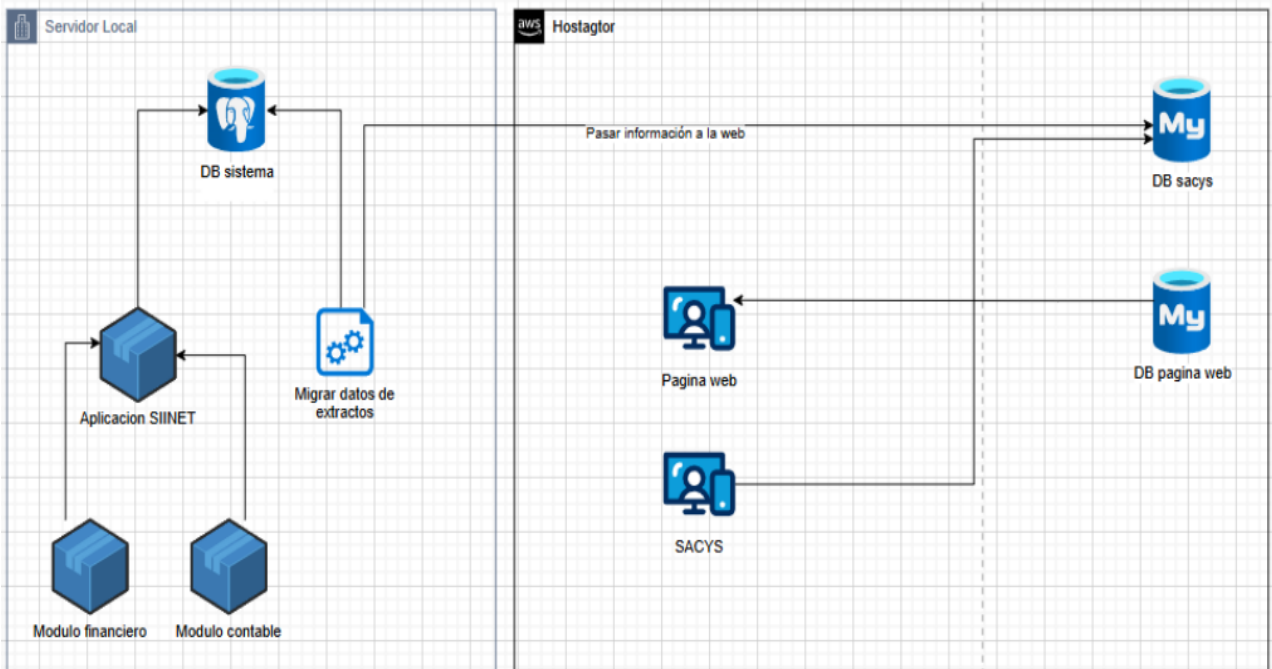 Servidor Local
aws
Hostagtor
My
Pasar información a la web
DB sistema
DB sacys
My
Pagina web
DB pagina web
Migrar datos de
extractos
Aplicacion SIINET
SACYS
Modulo financiero
Modulo contable